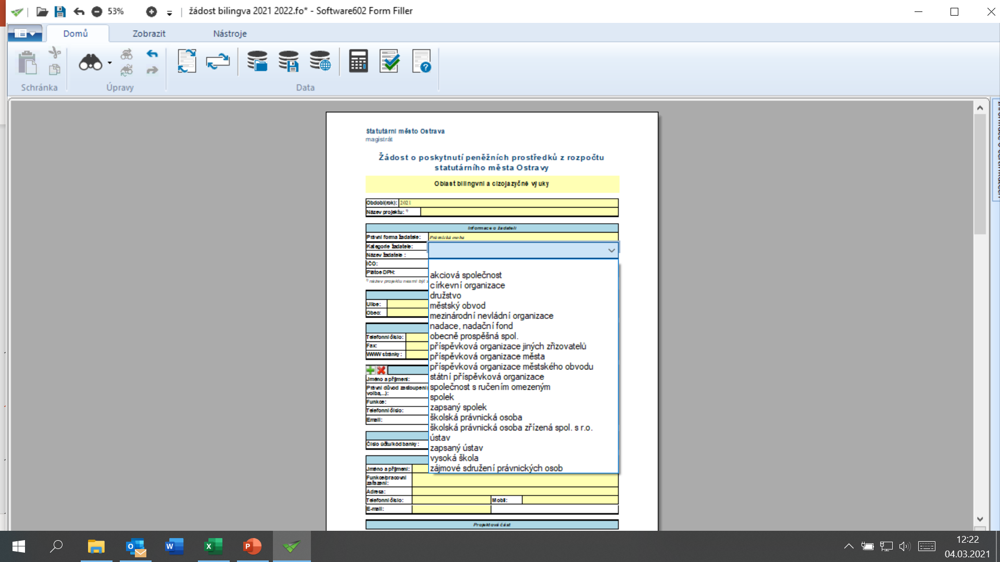 53%
žádost bilingva 2021 2022.fo* - Software602 Form Filler
Domů
Zobrazit
Nástroje
Schránka
Úpravy
Data
Statutární město Ostrava
magistrát
Žádost o poskytnutí peněžních prostředků z rozpočtu
statutárního města Ostravy
Oblast bilingvní a cizojazyčné výuky
Období(rok): 2021
Název projektu: ¹⁾
Informace o žadateli
Právní forma žadatele: Právnická osoba
Kategorie žadatele:
Název žadatele :
IČO:
Plátce DPH:
¹⁾ název projektu nesmí být
akciová společnost
církevní organizace
družstvo
městský obvod
mezinárodní nevládní organizace
nadace, nadační fond
obecně prospěšná spol.
příspěvková organizace jiných zřizovatelů
příspěvková organizace města
příspěvková organizace městského obvodu
státní příspěvková organizace
společnost s ručením omezeným
spolek
zapsaný spolek
školská právnická osoba
školská právnická osoba zřízená spol. s r.o.
ústav
zapsaný ústav
vysoká škola
zájmové sdružení právnických osob
Ulice:
Obec:
Telefonní číslo:
Fax:
WWW stránky :
Jméno a příjmení:
Právní důvod zastoupení
volba,...):
Funkce:
Telefonní číslo:
Email:
Číslo účtu/kód banky :
Jméno a příjmení:
Funkce/pracovní
zařazení:
Adresa:
Telefonní číslo:
Mobil:
E-mail:
Projektová část
12:22
04.03.2021